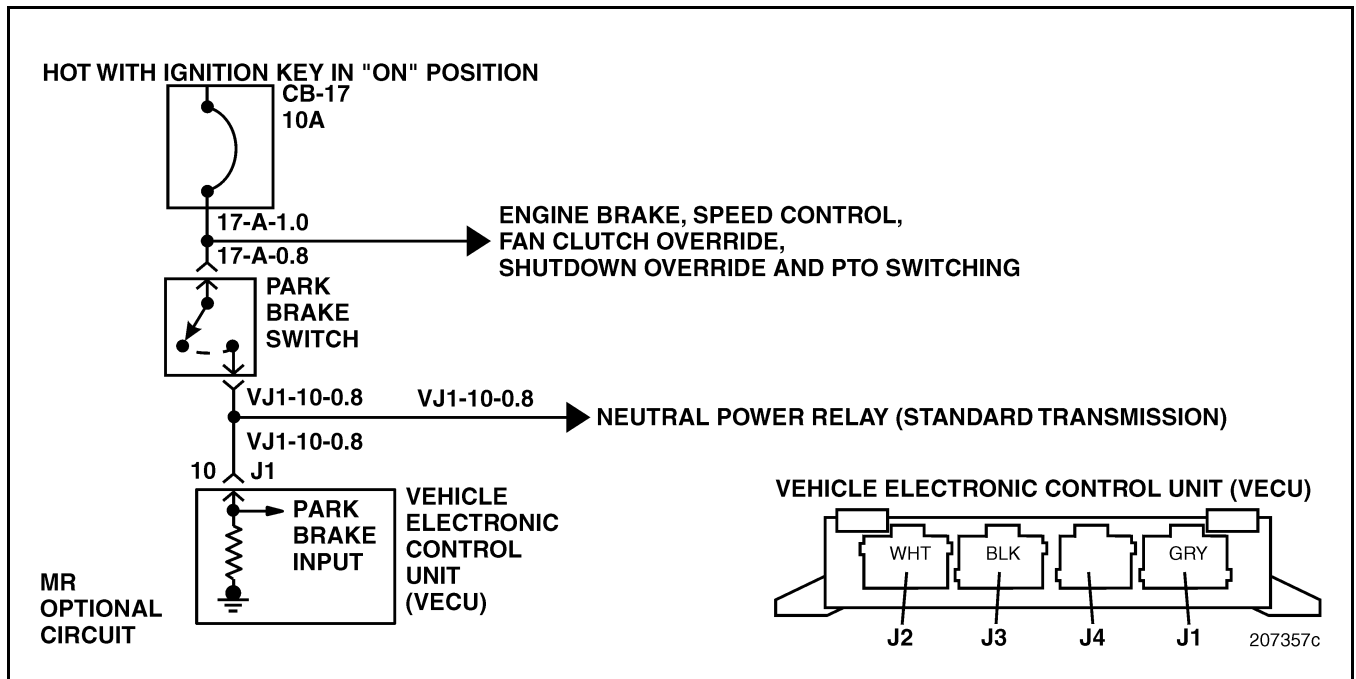 HOT WITH IGNITION KEY IN "ON" POSITION
CB-17
10A
17-A-1.0
ENGINE BRAKE, SPEED CONTROL,
FAN CLUTCH OVERRIDE,
SHUTDOWN OVERRIDE AND PTO SWITCHING
17-A-0.8
PARK
BRAKE
SWITCH
VJ1-10-0.8
VJ1-10-0.8
NEUTRAL POWER RELAY (STANDARD TRANSMISSION)
VJ1-10-0.8
10
J1
PARK
BRAKE
INPUT
VEHICLE
ELECTRONIC
CONTROL
UNIT
(VECU)
MR
OPTIONAL
CIRCUIT
VEHICLE ELECTRONIC CONTROL UNIT (VECU)
WHT
BLK
GRY
J2
J3
J4
J1
207357c